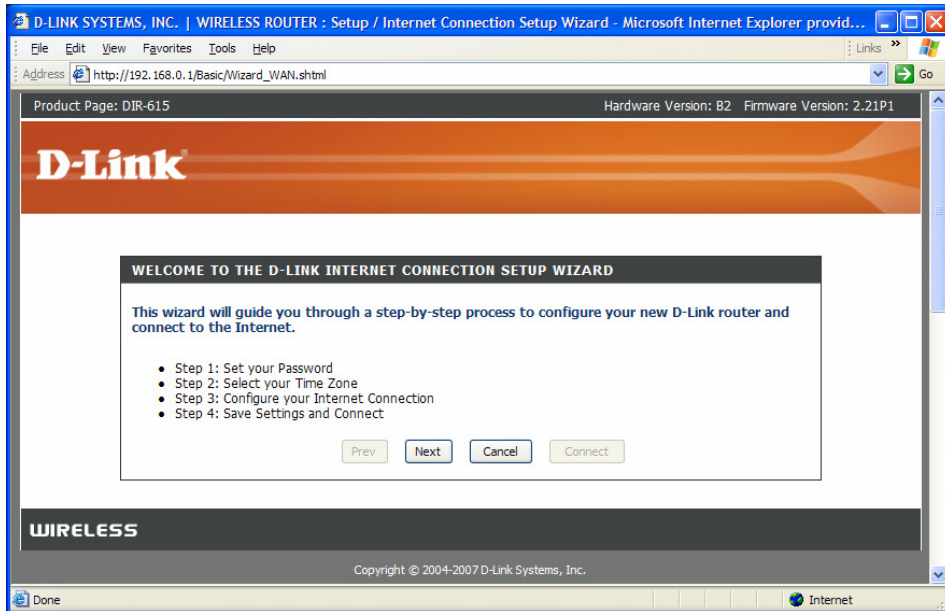 D-LINK SYSTEMS, INC. | WIRELESS ROUTER : Setup / Internet Connection Setup Wizard - Microsoft Internet Explorer provid...
File Edit View Favorites Tools Help Links »
Address http://192.168.0.1/Basic/Wizard_WAN.shtml Go
Product Page: DIR-615 Hardware Version: B2 Firmware Version: 2.21P1
D-Link
WELCOME TO THE D-LINK INTERNET CONNECTION SETUP WIZARD
This wizard will guide you through a step-by-step process to configure your new D-Link router and
connect to the Internet.
• Step 1: Set your Password
• Step 2: Select your Time Zone
• Step 3: Configure your Internet Connection
• Step 4: Save Settings and Connect
Prev Next Cancel Connect
WIRELESS
Copyright © 2004-2007 D-Link Systems, Inc.
Done Internet